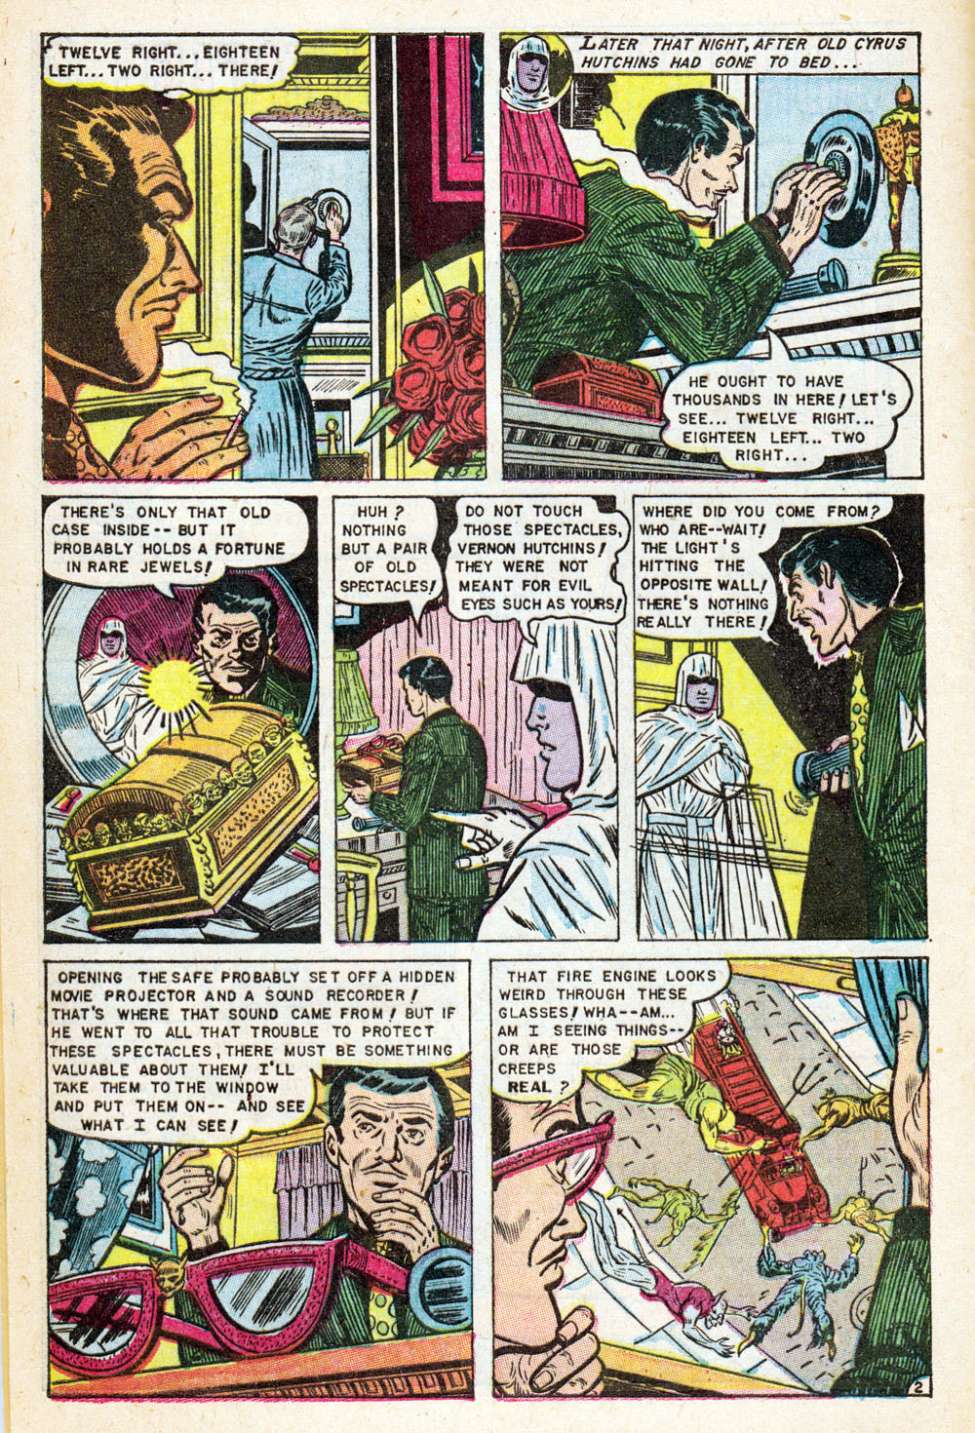 TWELVE RIGHT... EIGHTEEN
LEFT... TWO RIGHT... THERE!
LATER THAT NIGHT, AFTER OLD CYRUS
HUTCHINS HAD GONE TO BED...
HE OUGHT TO HAVE
THOUSANDS IN HERE! LET'S
SEE... TWELVE RIGHT...
EIGHTEEN LEFT... TWO
RIGHT...
THERE'S ONLY THAT OLD
CASE INSIDE-- BUT IT
PROBABLY HOLDS A FORTUNE
IN RARE JEWELS!
HUH?
NOTHING
BUT A PAIR
OF OLD
SPECTACLES!
DO NOT TOUCH
THOSE SPECTACLES,
VERNON HUTCHINS!
THEY WERE NOT
MEANT FOR EVIL
EYES SUCH AS YOURS!
WHERE DID YOU COME FROM?
WHO ARE--WAIT!
THE LIGHT'S
HITTING THE
OPPOSITE WALL!
THERE'S NOTHING
REALLY THERE!
OPENING THE SAFE PROBABLY SET OFF A HIDDEN
MOVIE PROJECTOR AND A SOUND RECORDER!
THAT'S WHERE THAT SOUND CAME FROM! BUT IF
HE WENT TO ALL THAT TROUBLE TO PROTECT
THESE SPECTACLES, THERE MUST BE SOMETHING
VALUABLE ABOUT THEM! I'LL
TAKE THEM TO THE WINDOW
AND PUT THEM ON-- AND SEE
WHAT I CAN SEE!
THAT FIRE ENGINE LOOKS
WEIRD THROUGH THESE
GLASSES! WHA--AM...
AM I SEEING THINGS--
OR ARE THOSE
CREEPS
REAL?
2